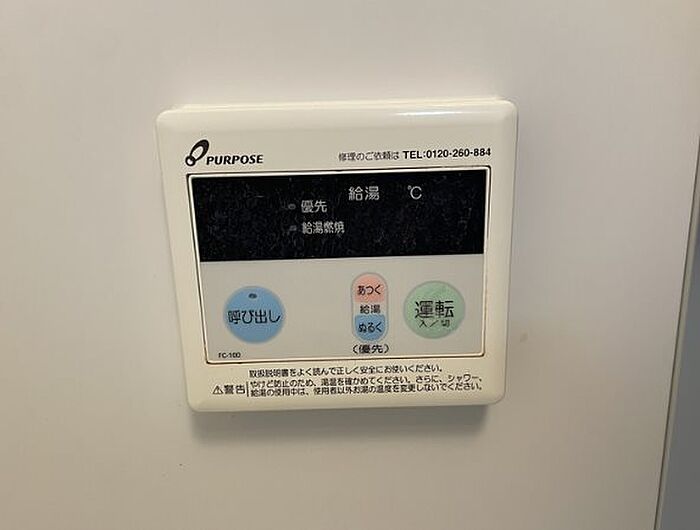 PURPOSE
修理のご依頼は TEL:0120-260-884
給湯 ℃
優先
給湯燃焼
呼び出し
あつく
給湯
ぬるく
(優先)
運転
入/切
FC-100
取扱説明書をよく読んで正しく安全にお使いください。
⚠警告 やけど防止のため、湯温を確かめてください。さらに、シャワー、
給湯の使用中は、使用者以外お湯の温度を変更しないでください。